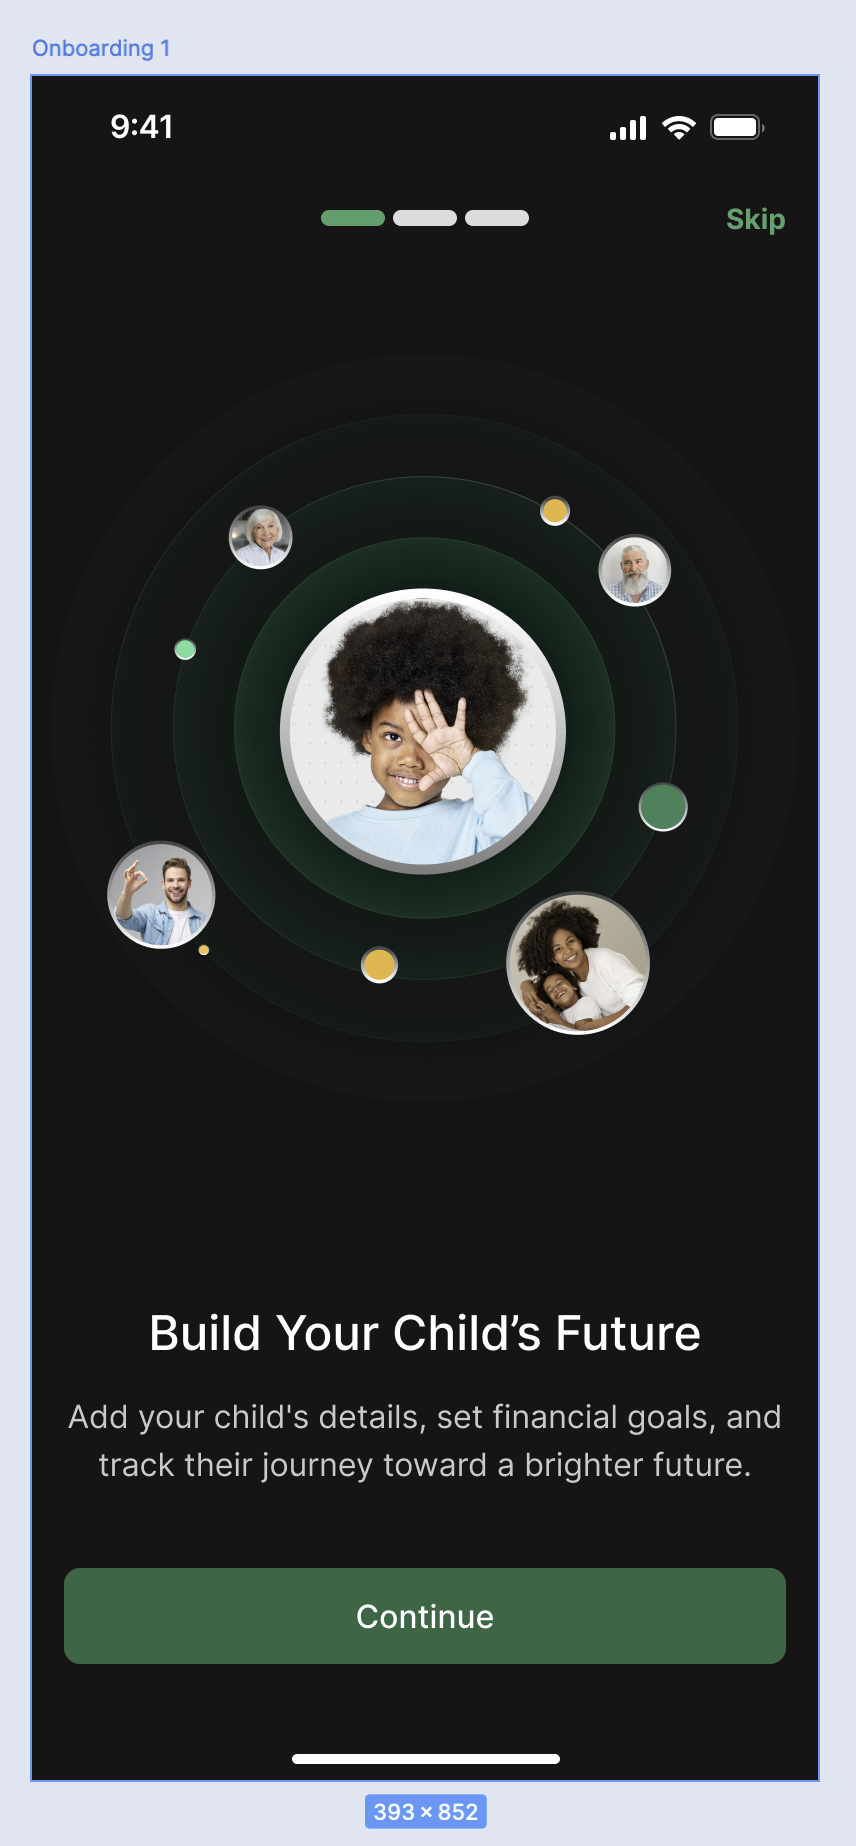 Onboarding 1
9:41
Skip
Build Your Child’s Future
Add your child's details, set financial goals, and
track their journey toward a brighter future.
Continue
393 × 852